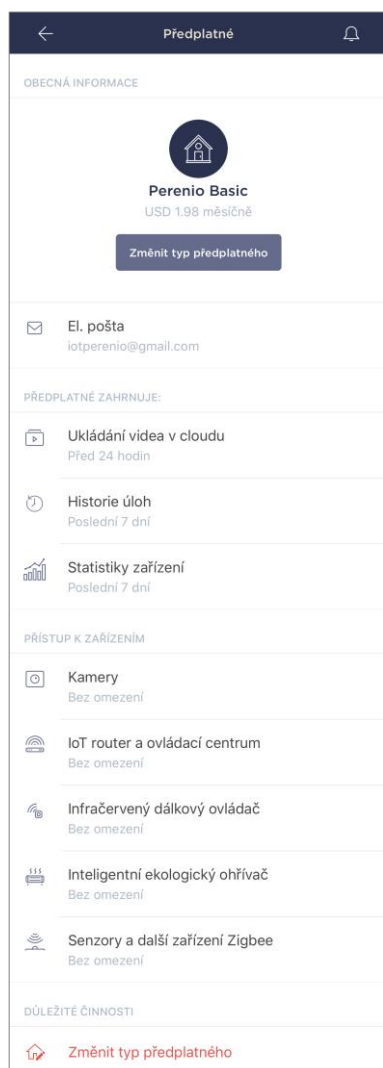 Předplatné
OBECNÁ INFORMACE
Perenio Basic
USD 1.98 měsíčně
Změnit typ předplatného
El. pošta
iotperenio@gmail.com
PŘEDPLATNÉ ZAHRNUJE:
Ukládání videa v cloudu
Před 24 hodin
Historie úloh
Poslední 7 dní
Statistiky zařízení
Poslední 7 dní
PŘÍSTUP K ZAŘÍZENÍM
Kamery
Bez omezení
IoT router a ovládací centrum
Bez omezení
Infračervený dálkový ovládač
Bez omezení
Inteligentní ekologický ohřívač
Bez omezení
Senzory a další zařízení Zigbee
Bez omezení
DŮLEŽITÉ ČINNOSTI
Změnit typ předplatného